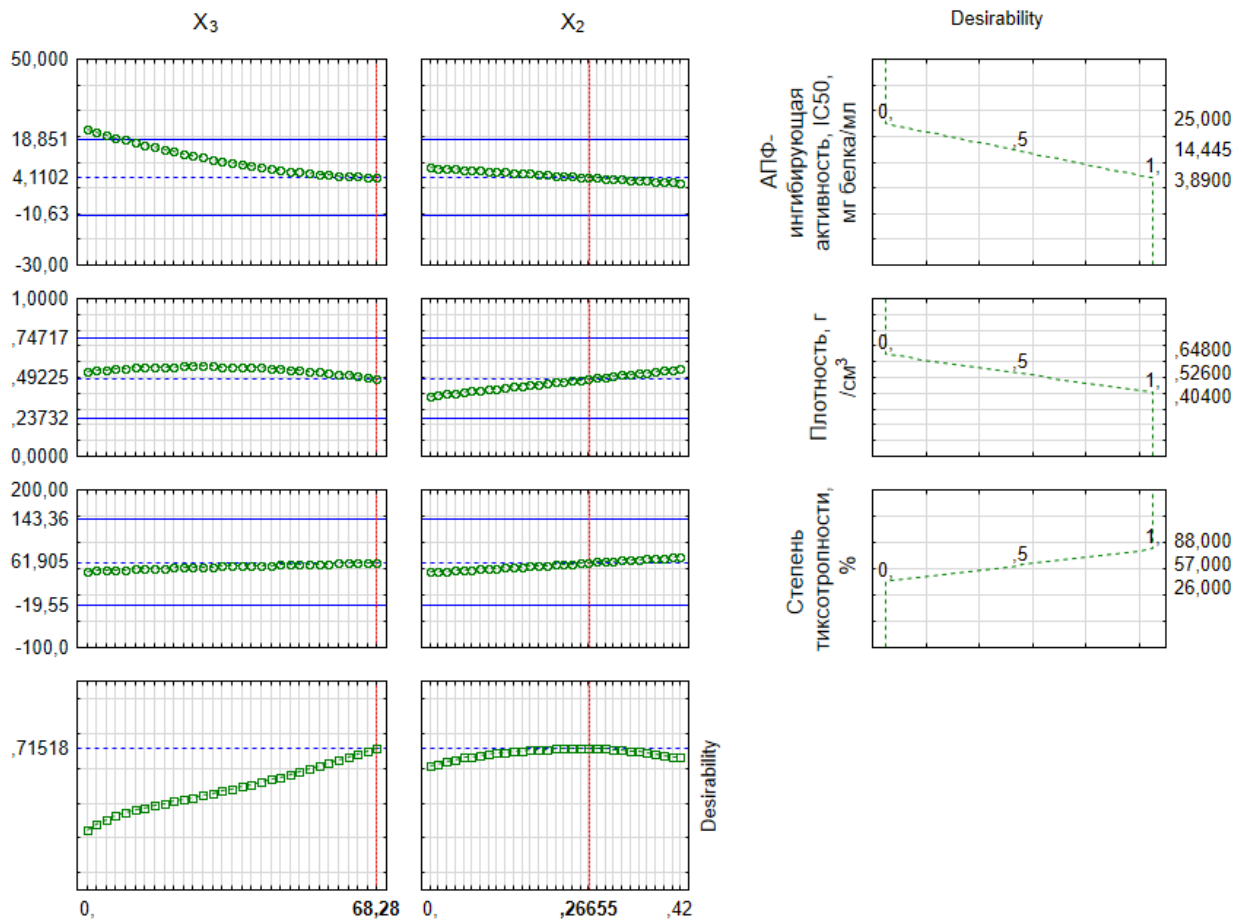 X3 X2 Desirability
50,000
18,851
4,1102
-10,63
-30,00
0, ,5 1,
25,000
14,445
3,8900
АПФ-
ингибирующая
активность, IC50,
мг белка/мл
1,0000
,74717
,49225
,23732
0,0000
0, ,5 1,
,64800
,52600
,40400
Плотность, г
/см³
200,00
143,36
61,905
-19,55
-100,0
0, ,5 1,
88,000
57,000
26,000
Степень
тиксотропности,
%
,71518
Desirability
0, 68,28 0, ,26655 ,42